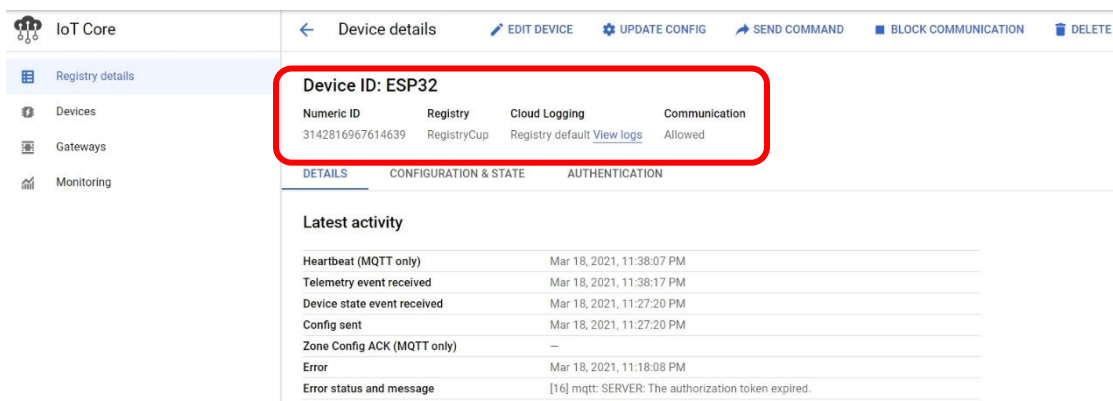 IoT Core
Device details EDIT DEVICE UPDATE CONFIG SEND COMMAND BLOCK COMMUNICATION DELETE
Registry details
Devices
Gateways
Monitoring
Device ID: ESP32
Numeric ID Registry Cloud Logging Communication
3142816967614639 RegistryCup Registry default View logs Allowed
DETAILS CONFIGURATION & STATE AUTHENTICATION
Latest activity
Heartbeat (MQTT only) Mar 18, 2021, 11:38:07 PM
Telemetry event received Mar 18, 2021, 11:38:17 PM
Device state event received Mar 18, 2021, 11:27:20 PM
Config sent Mar 18, 2021, 11:27:20 PM
Zone Config ACK (MQTT only) –
Error Mar 18, 2021, 11:18:08 PM
Error status and message [16] mqtt: SERVER: The authorization token expired.